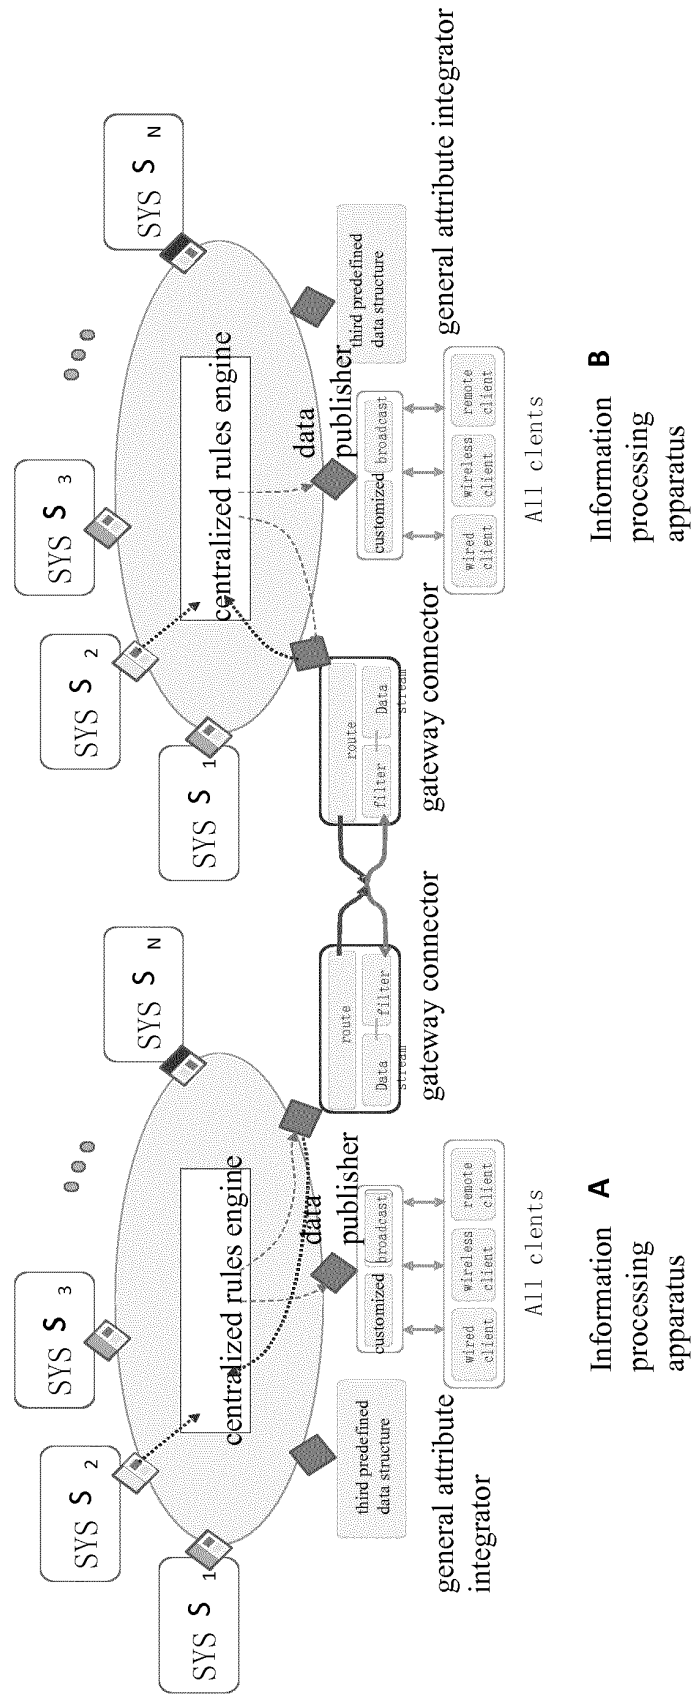 SYS S 1
SYS S 2
SYS S 3
SYS S N
centralized rules engine
data
publisher
third predefined
data structure
customized
broadcast
route
Data
stream
filter
wired
client
wireless
client
remote
client
general attribute
integrator
All clents
gateway connector
Information
processing
apparatus
A
SYS S 1
SYS S 2
SYS S 3
SYS S N
centralized rules engine
data
publisher
route
filter
Data
stream
customized
broadcast
third predefined
data structure
wired
client
wireless
client
remote
client
gateway connector
general attribute integrator
All clents
Information
processing
apparatus
B